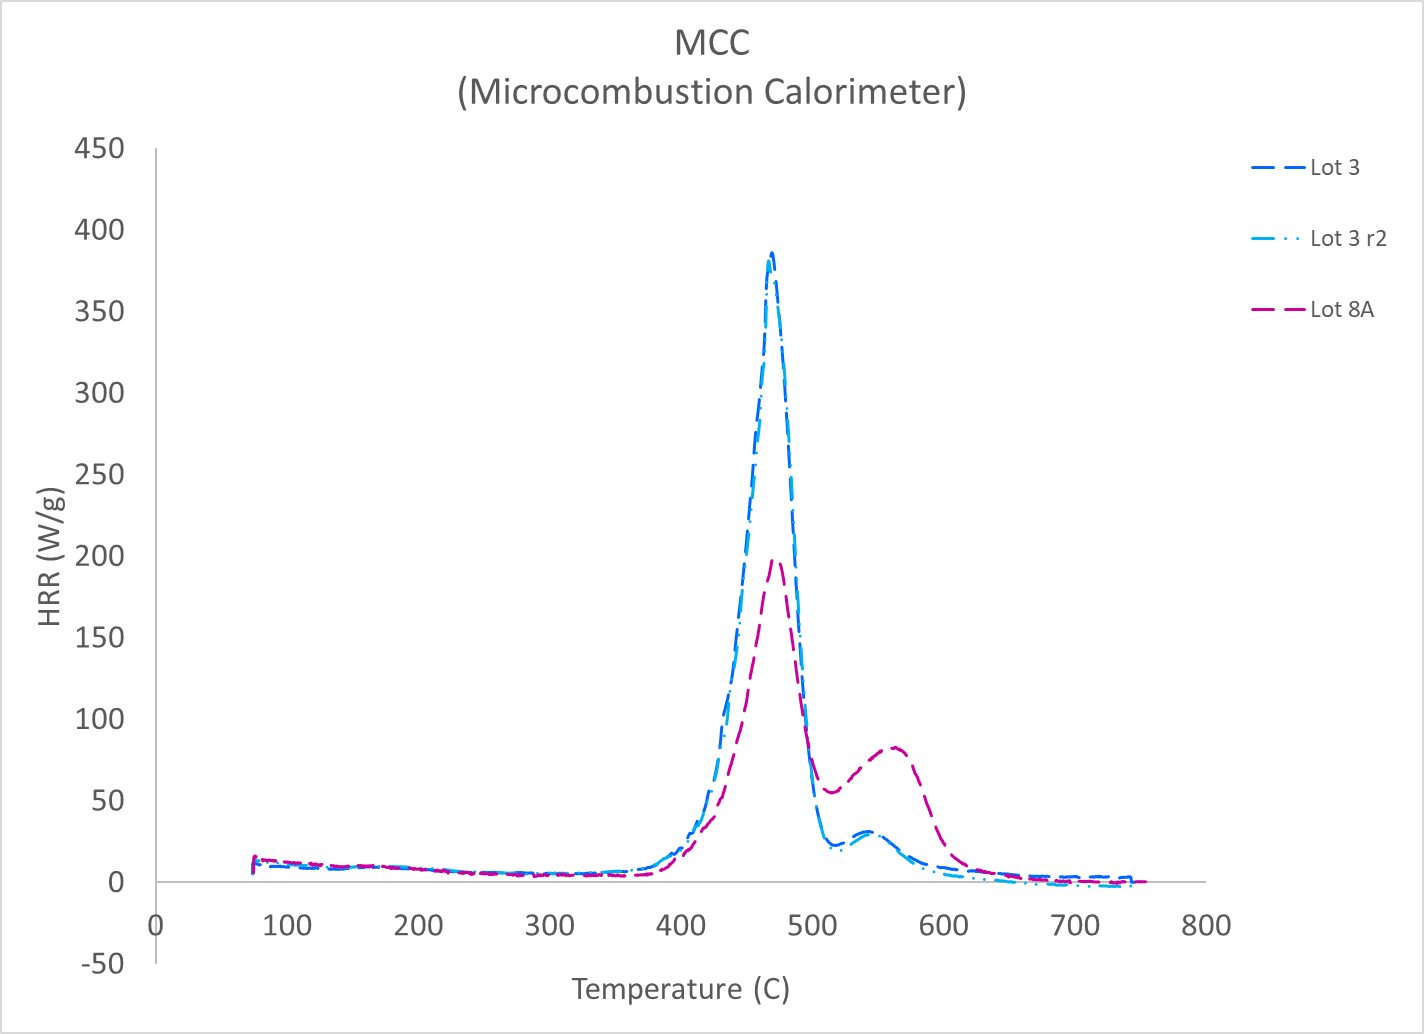 MCC
(Microcombustion Calorimeter)
450
400
350
300
250
200
150
100
50
0
-50
HRR (W/g)
0 100 200 300 400 500 600 700 800
Temperature (C)
Lot 3
Lot 3 r2
Lot 8A